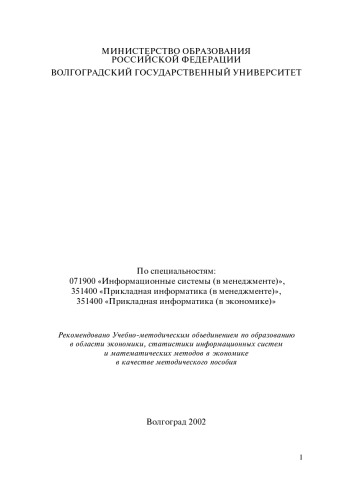 МИНИСТЕРСТВО ОБРАЗОВАНИЯ
РОССИЙСКОЙ ФЕДЕРАЦИИ
ВОЛГОГРАДСКИЙ ГОСУДАРСТВЕННЫЙ УНИВЕРСИТЕТ
По специальностям:
071900 «Информационные системы (в менеджменте)»,
351400 «Прикладная информатика (в менеджменте)»,
351400 «Прикладная информатика (в экономике)»
Рекомендовано Учебно-методическим объединением по образованию
в области экономики, статистики информационных систем
и математических методов в экономике
в качестве методического пособия
Волгоград 2002
1